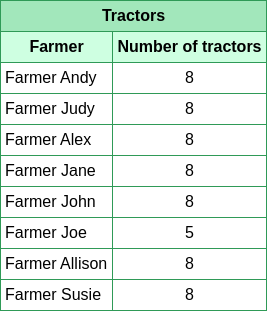 Tractors
Farmer Number of tractors
Farmer Andy 8
Farmer Judy 8
Farmer Alex 8
Farmer Jane 8
Farmer John 8
Farmer Joe 5
Farmer Allison 8
Farmer Susie 8